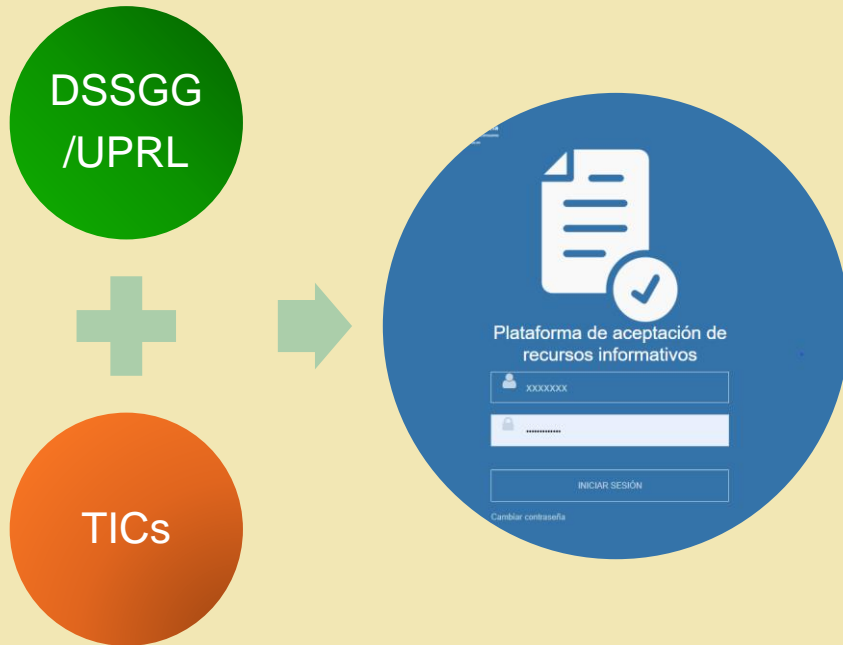 DSSGG
/UPRL
TICs
Plataforma de aceptación de
recursos informativos
xxxxxxx
.............
INICIAR SESIÓN
Cambiar contraseña